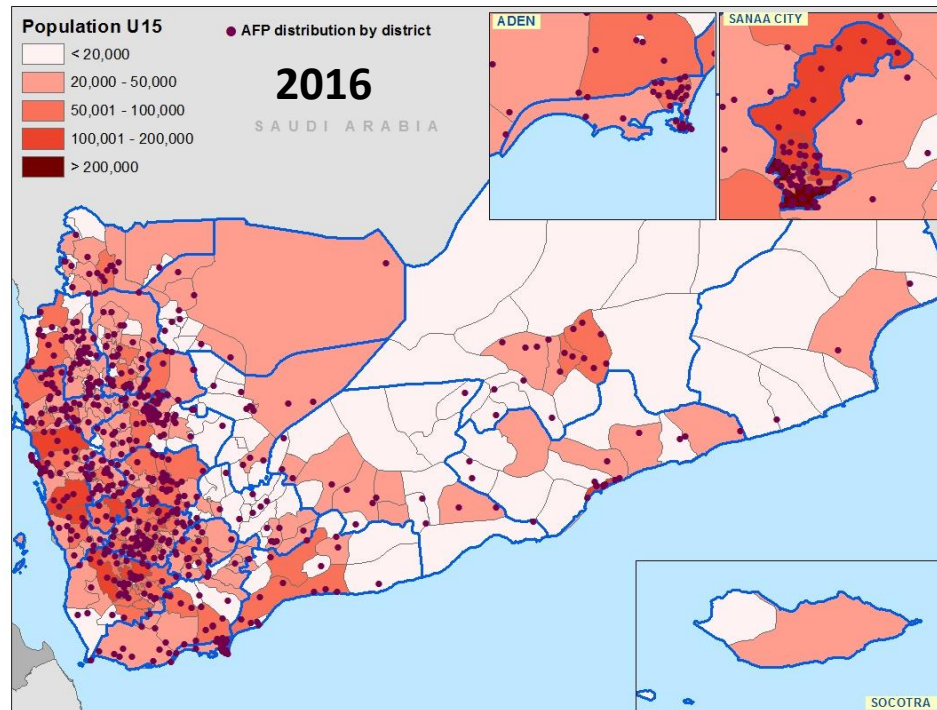 Population U15
< 20,000
20,000 - 50,000
50,001 - 100,000
100,001 - 200,000
> 200,000
AFP distribution by district
2016
SAUDI ARABIA
ADEN
SANAA CITY
SOCOTRA